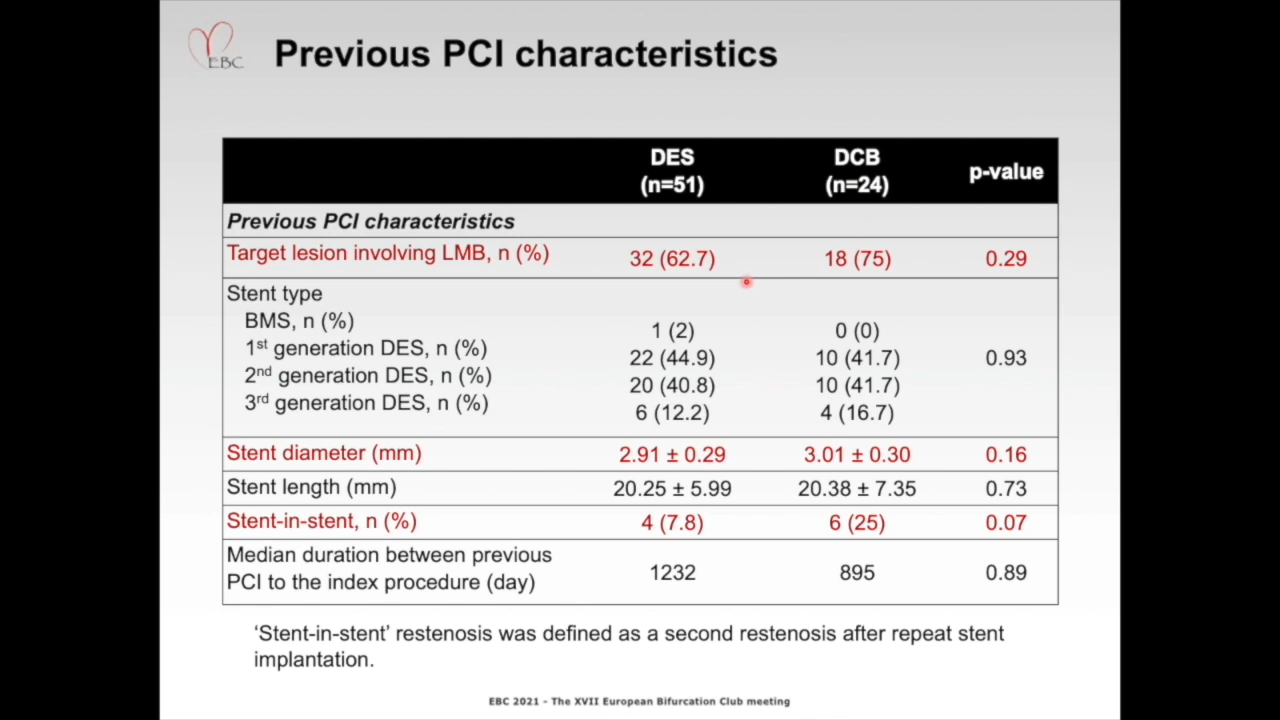 EBC
Previous PCI characteristics
DES
(n=51)
DCB
(n=24)
p-value
Previous PCI characteristics
Target lesion involving LMB, n (%) 32 (62.7) 18 (75) 0.29
Stent type
BMS, n (%) 1 (2) 0 (0)
1st generation DES, n (%) 22 (44.9) 10 (41.7) 0.93
2nd generation DES, n (%) 20 (40.8) 10 (41.7)
3rd generation DES, n (%) 6 (12.2) 4 (16.7)
Stent diameter (mm) 2.91 ± 0.29 3.01 ± 0.30 0.16
Stent length (mm) 20.25 ± 5.99 20.38 ± 7.35 0.73
Stent-in-stent, n (%) 4 (7.8) 6 (25) 0.07
Median duration between previous
PCI to the index procedure (day) 1232 895 0.89
‘Stent-in-stent’ restenosis was defined as a second restenosis after repeat stent
implantation.
EBC 2021 - The XVII European Bifurcation Club meeting